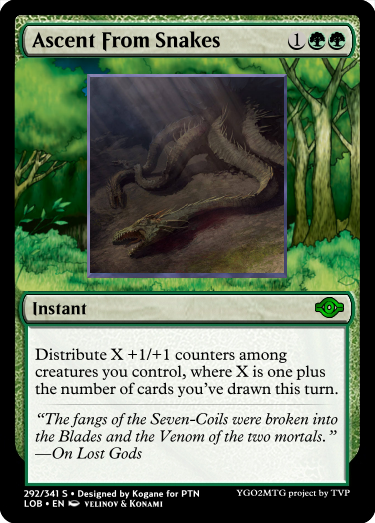 Ascent From Snakes 1
Instant
Distribute X +1/+1 counters among
creatures you control, where X is one plus
the number of cards you’ve drawn this turn.
“The fangs of the Seven-Coils were broken into
the Blades and the Venom of the two mortals.”
—On Lost Gods
292/341 S • Designed by Kogane for PTN YGO2MTG project by TVP
LOB • EN VELINOV & KONAMI